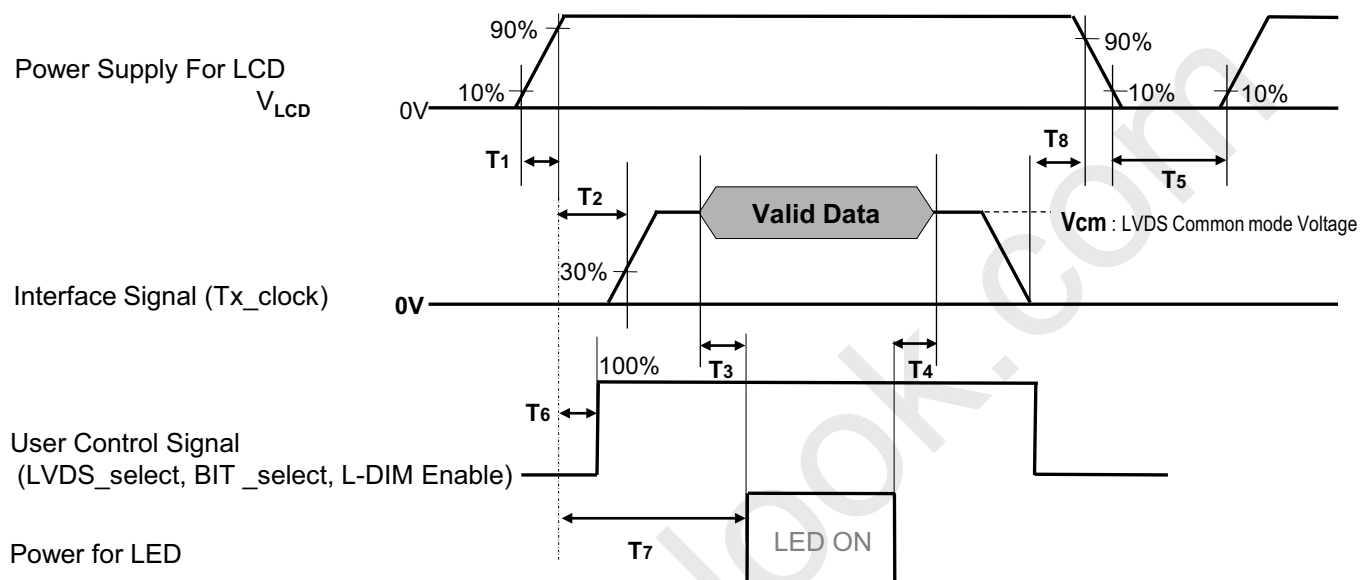 90%
90%
Power Supply For LCD
VLCD
10%
10%
10%
0V
T1
T8
T5
T2
Valid Data
Vcm : LVDS Common mode Voltage
30%
Interface Signal (Tx_clock)
0V
100%
T3
T4
T6
User Control Signal
(LVDS_select, BIT _select, L-DIM Enable)
T7
LED ON
Power for LED
look.com